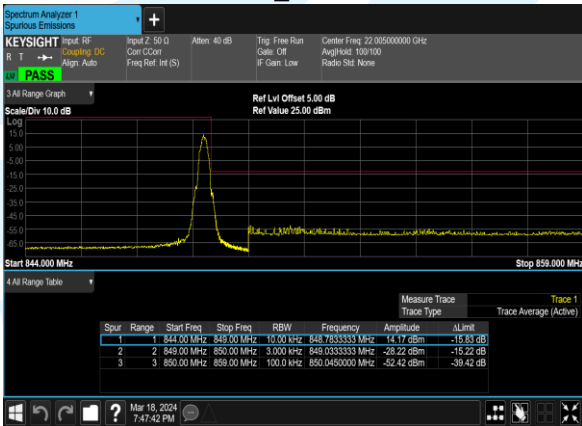 Spectrum Analyzer 1
Spurious Emissions
KEYSIGHT Input: RF Input Z: 50 Ω Atten: 40 dB Trig: Free Run Center Freq: 22.005000000 GHz
R T Coupling: DC Corr CCorr Gate: Off Avg|Hold: 100/100
Align: Auto Freq Ref: Int (S) IF Gain: Low Radio Std: None
LXI PASS
3 All Range Graph
Ref Lvl Offset 5.00 dB
Scale/Div 10.0 dB Ref Value 25.00 dBm
Log
15.0
5.00
-5.00
-15.0
-25.0
-35.0
-45.0
-55.0
-65.0
Start 844.000 MHz Stop 859.000 MHz
4 All Range Table
Measure Trace Trace 1
Trace Type Trace Average (Active)
Spur Range Start Freq Stop Freq RBW Frequency Amplitude ΔLimit
1 1 844.00 MHz 849.00 MHz 10.00 kHz 848.7833333 MHz 14.17 dBm -15.83 dB
2 2 849.00 MHz 850.00 MHz 3.000 kHz 849.0333333 MHz -28.22 dBm -15.22 dB
3 3 850.00 MHz 859.00 MHz 100.0 kHz 850.0450000 MHz -52.42 dBm -39.42 dB
? Mar 18, 2024
7:47:42 PM